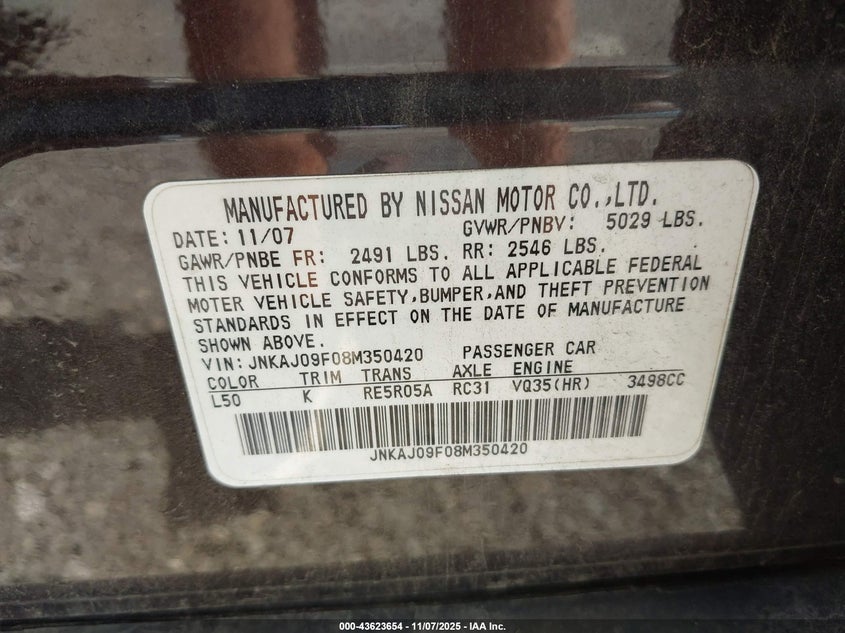 MANUFACTURED BY NISSAN MOTOR CO.,LTD.
DATE: 11/07 GVWR/PNBV: 5029 LBS.
GAWR/PNBE FR: 2491 LBS. RR: 2546 LBS.
THIS VEHICLE CONFORMS TO ALL APPLICABLE FEDERAL
MOTER VEHICLE SAFETY,BUMPER,AND THEFT PREVENTION
STANDARDS IN EFFECT ON THE DATE OF MANUFACTURE
SHOWN ABOVE.
VIN: JNKAJ09F08M350420 PASSENGER CAR
COLOR TRIM TRANS AXLE ENGINE
L50 K RE5R05A RC31 VQ35(HR) 3498CC
JNKAJ09F08M350420
000-43623654 - 11/07/2025 - IAA Inc.